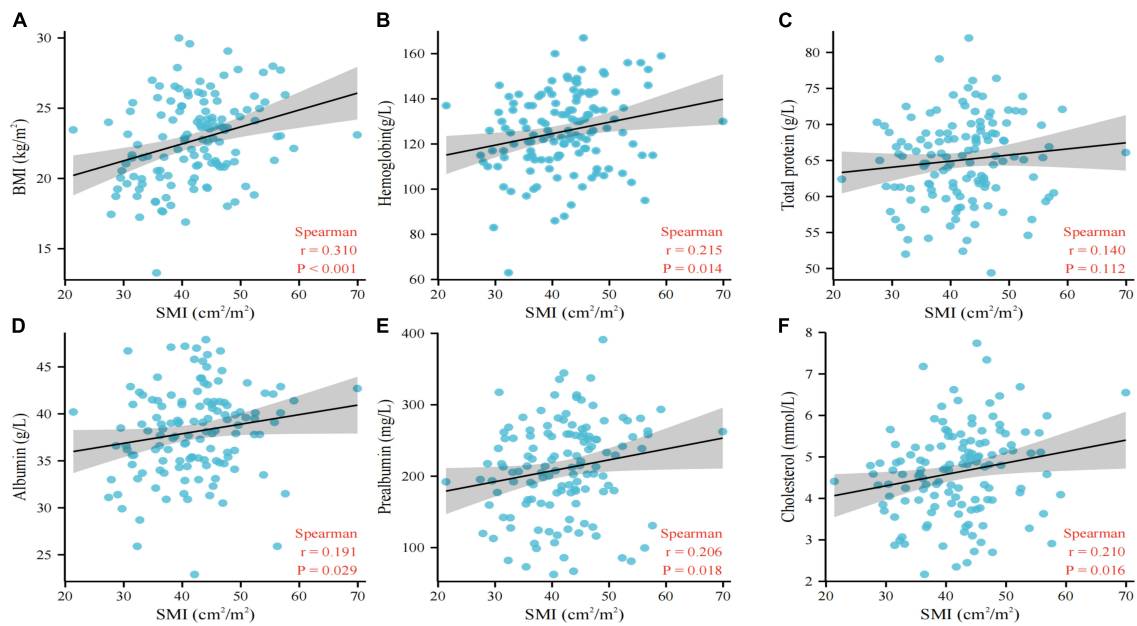 A
BMI (kg/m²)
30
25
20
15
20 30 40 50 60 70
SMI (cm²/m²)
Spearman
r = 0.310
P < 0.001
B
Hemoglobin(g/L)
160
140
120
100
80
60
20 30 40 50 60 70
SMI (cm²/m²)
Spearman
r = 0.215
P = 0.014
C
Total protein (g/L)
85
80
75
70
65
60
55
50
20 30 40 50 60 70
SMI (cm²/m²)
Spearman
r = 0.140
P = 0.112
D
Albumin (g/L)
45
40
35
30
25
20 30 40 50 60 70
SMI (cm²/m²)
Spearman
r = 0.191
P = 0.029
E
Prealbumin (mg/L)
400
300
200
100
20 30 40 50 60 70
SMI (cm²/m²)
Spearman
r = 0.206
P = 0.018
F
Cholesterol (mmol/L)
8
7
6
5
4
3
2
20 30 40 50 60 70
SMI (cm²/m²)
Spearman
r = 0.210
P = 0.016